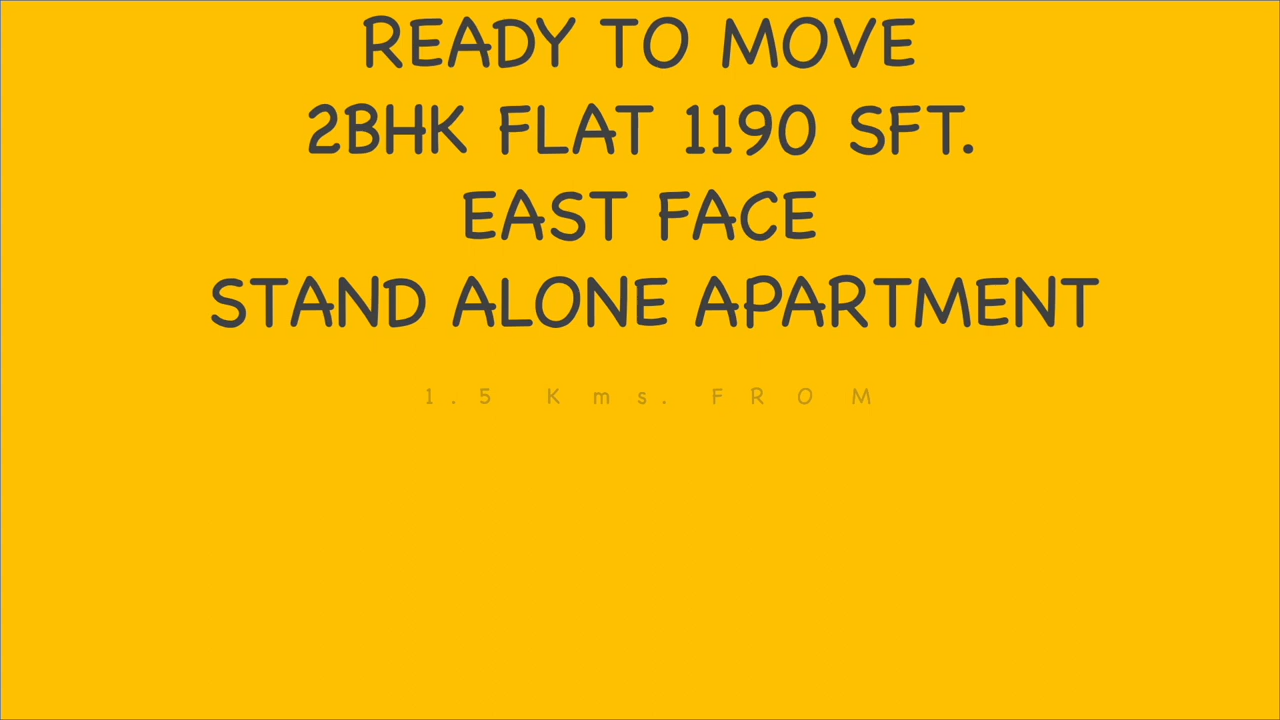 READY TO MOVE
2BHK FLAT 1190 SFT.
EAST FACE
STAND ALONE APARTMENT
1.5 Kms. FROM